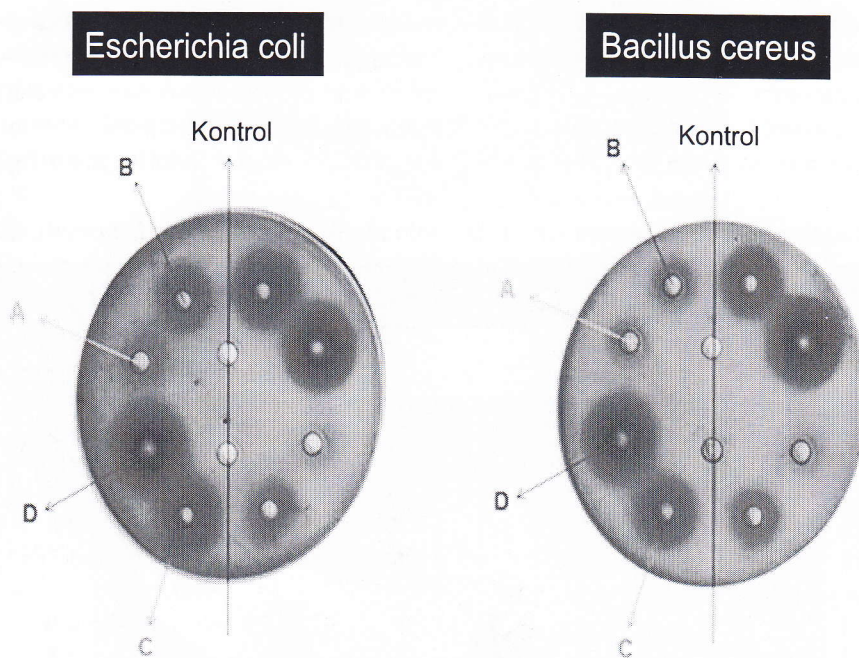 Escherichia coli
Kontrol
B
A
D
C
Bacillus cereus
Kontrol
B
A
D
C